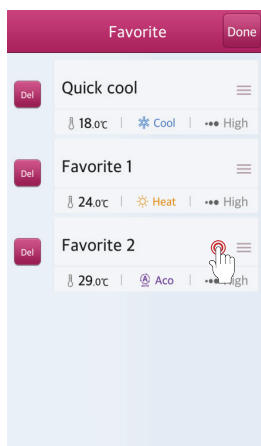 Favorite Done
Del Quick cool
18.0℃ Cool High
Del Favorite 1
24.0℃ Heat High
Del Favorite 2
29.0℃ A Aco High